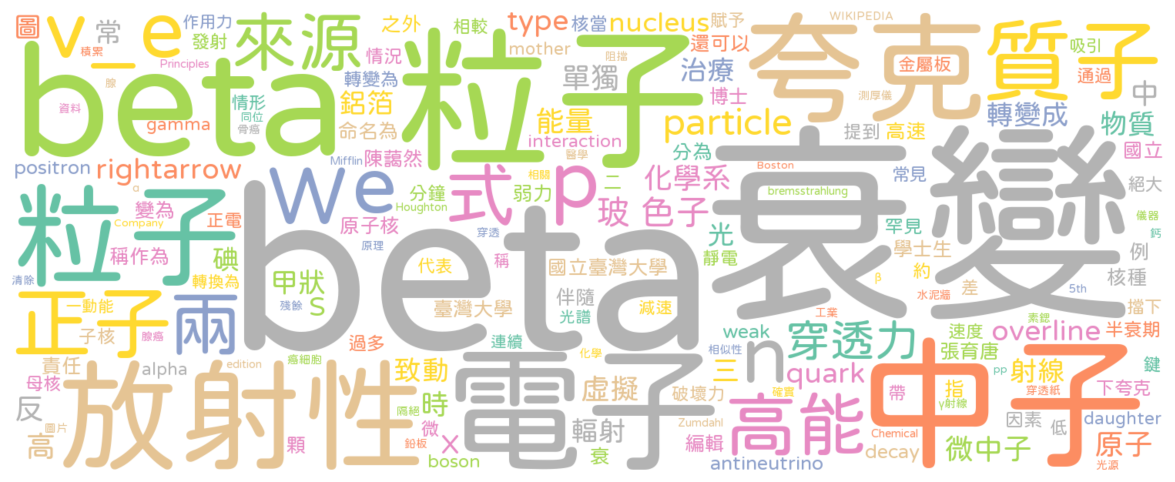 圖 v_e 常 來源 作用力 之外 相較 type 核當 nucleus 賦予 WIKIPEDIA
積累 Principles 發射 情況 mother 阻擋 還可以 夸克 質子 吸引
beta 粒子 腺 轉變為 單獨 治療 金屬板 通過
資料 情形 同位 鋁箔 能量 博士 測厚儀 轉變成 中
gamma 骨癌 命名為 particle 提到 高速 物質
positron rightarrow We Mifflin 陳藹然 interaction 醫學 分為 衰變 國立
粒子 α 變為 正電 Houghton 分鐘 弱力 相關 二 式 p 化學系 Boston 常見 絕大
Company 原子核 玻色子 bremsstrahlung 罕見 儀器
稱作為 碘 原理 穿透 稱 光 學士生 例 鈣
清除 轉換為 甲狀 代表 beta 國立臺灣大學 靜電 β 約 核種
正子 一動能 兩 殘餘 s 臺灣大學 伴隨 減速 水泥牆 差 5th 擋下
子核 腺癌 光譜 工業 素鍶
過多 連續 weak n 穿透力 速度 overline 半衰期
責任 alpha 癌細胞 化學 相似性 張育唐
母核 放射性 edition 致動 電子 虛擬 三 quark pp 射線 鍵
反 隔絕 時 破壞力 確實 高能 帶 中子 指 穿透紙 下夸克
圖片 微 Zumdahl γ射線 因素 低 daughter
高 顆 鉛板 x 輻射 編輯 Chemical 微中子 原子
boson 衰 antineutrino decay 光源